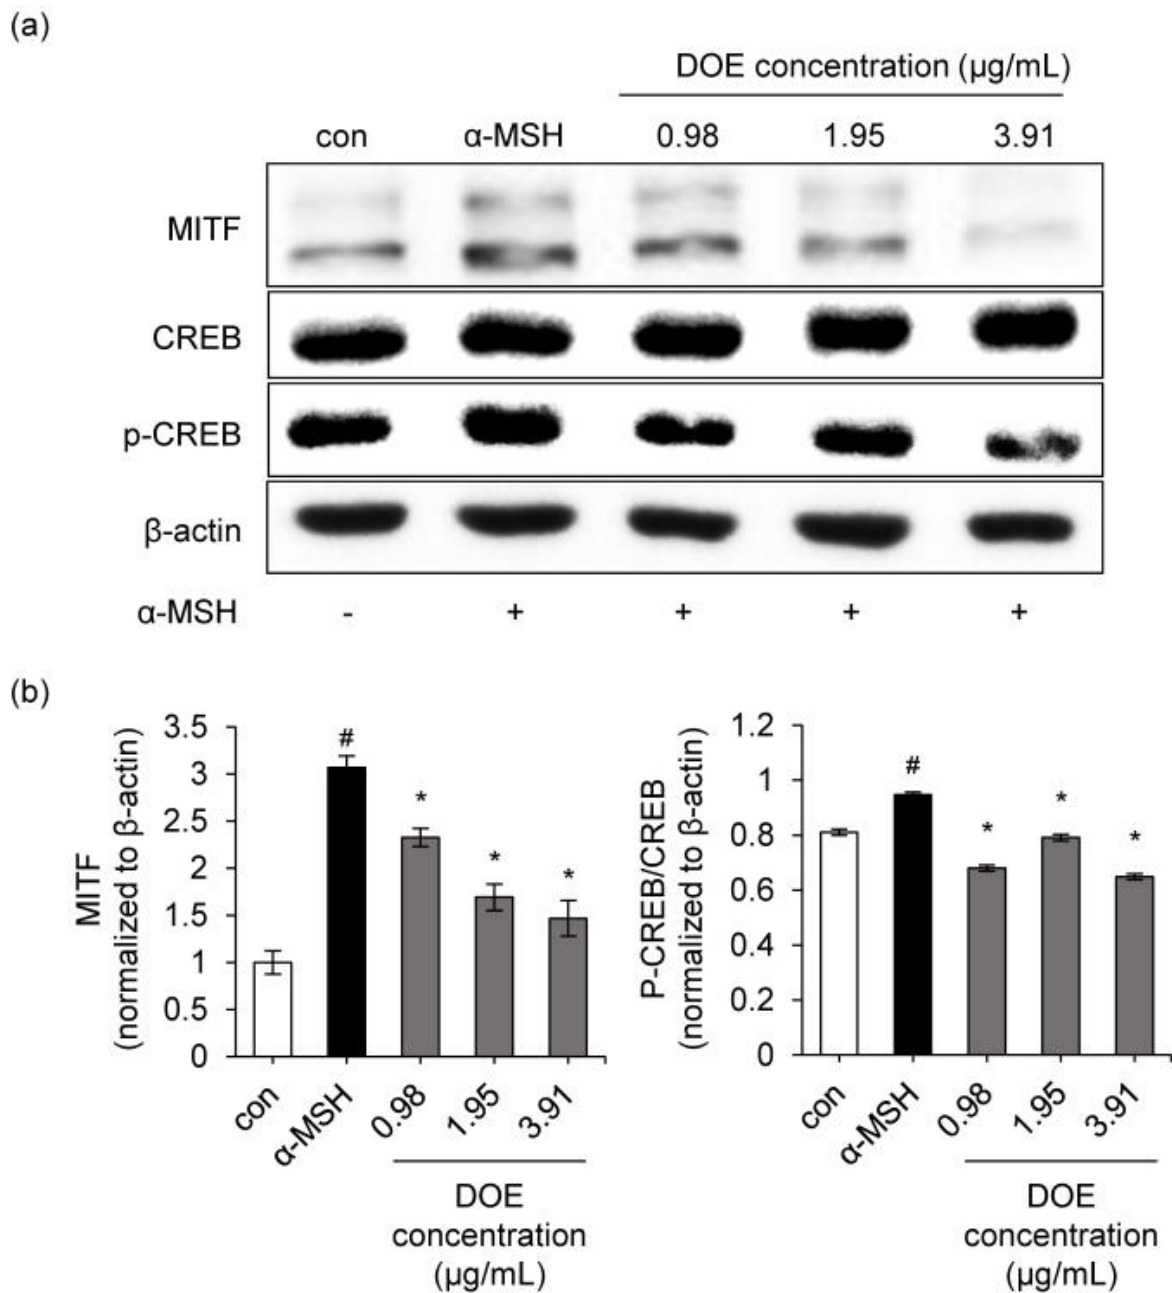 (a)
DOE concentration (µg/mL)
con α-MSH 0.98 1.95 3.91
MITF
CREB
p-CREB
β-actin
α-MSH - + + + +
(b)
MITF
(normalized to β-actin)
3.5
3
2.5
2
1.5
1
0.5
0
#
*
*
*
con
α-MSH
0.98
1.95
3.91
DOE
concentration
(µg/mL)
P-CREB/CREB
(normalized to β-actin)
1.2
1
0.8
0.6
0.4
0.2
0
#
*
*
*
con
α-MSH
0.98
1.95
3.91
DOE
concentration
(µg/mL)